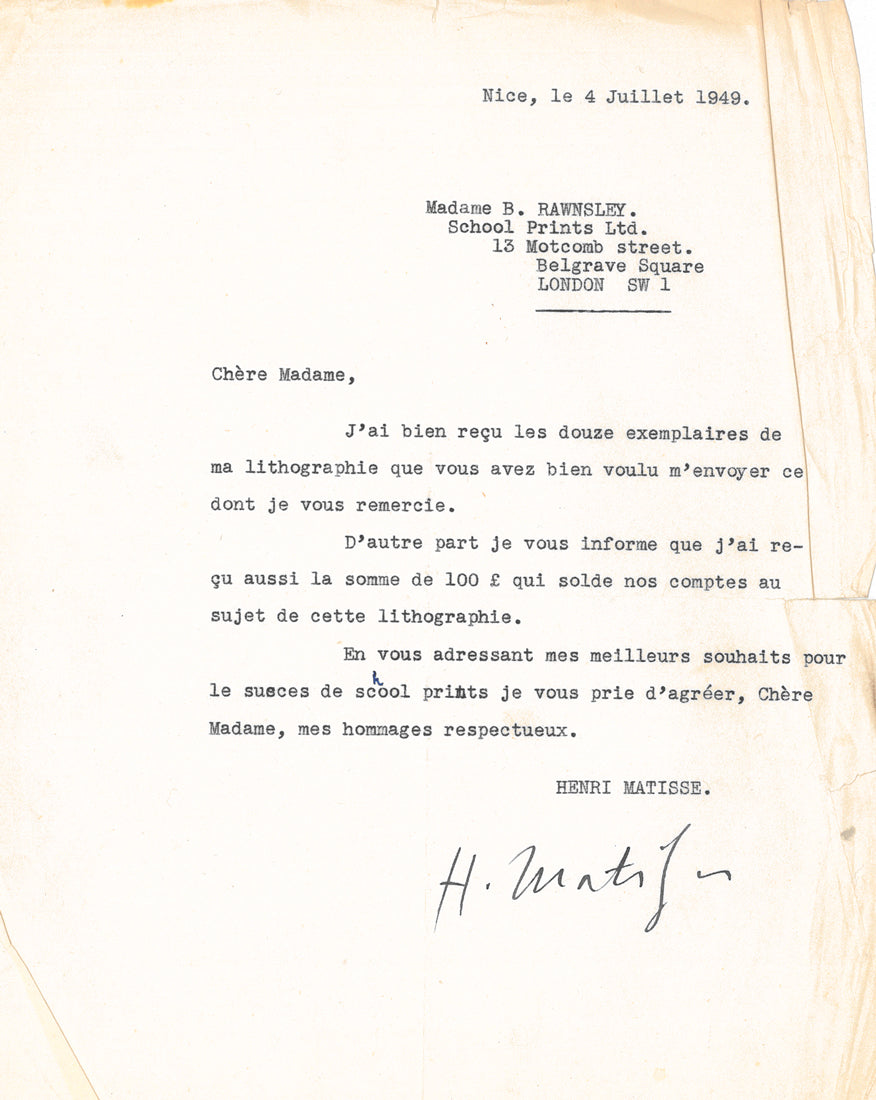 Nice, le 4 Juillet 1949.
Madame B. RAWNSLEY.
School Prints Ltd.
13 Motcomb street.
Belgrave Square
LONDON SW 1
Chère Madame,
J'ai bien reçu les douze exemplaires de
ma lithographie que vous avez bien voulu m'envoyer ce
dont je vous remercie.
D'autre part je vous informe que j'ai re-
çu aussi la somme de 100 £ qui solde nos comptes au
sujet de cette lithographie.
En vous adressant mes meilleurs souhaits pour
le susces de school prints je vous prie d'agréer, Chère
Madame, mes hommages respectueux.
HENRI MATISSE.
H. Matisse